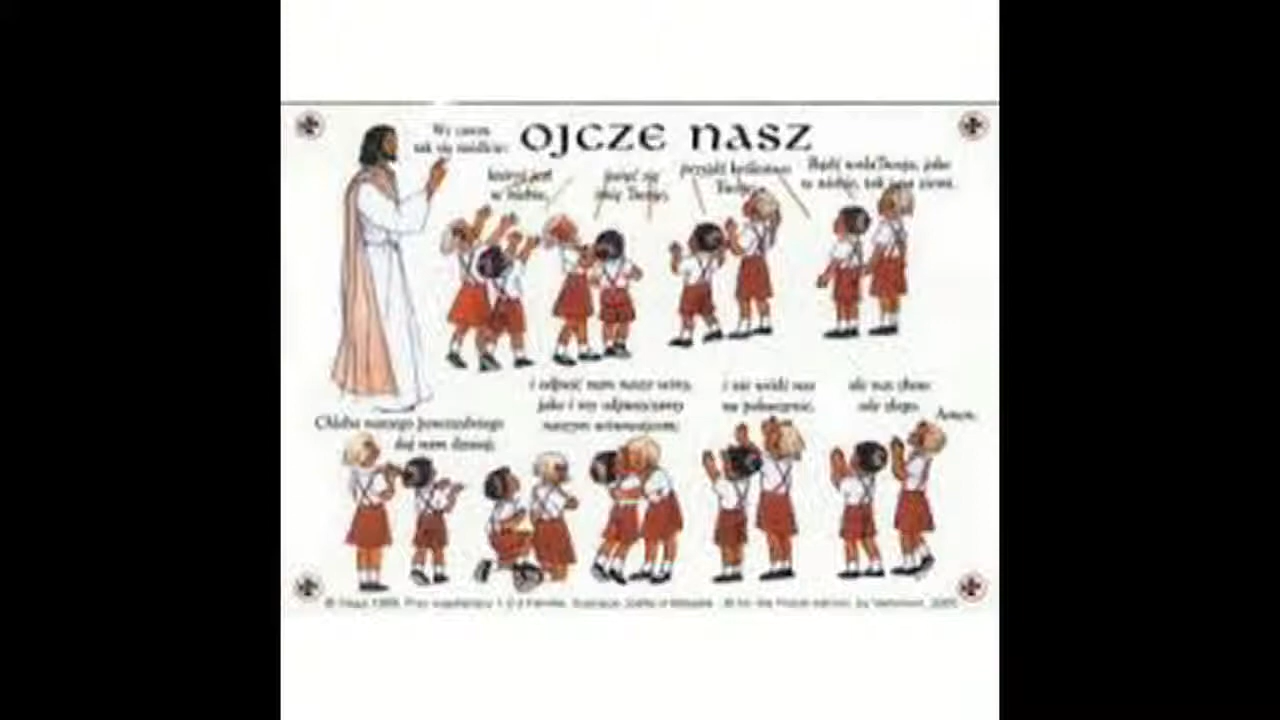 OJCZE NASZ
Wy zatem
tak się módlcie:
któryś jest
w niebie,
święć się
imię Twoje,
przyjdź królestwo
Twoje,
Bądź wola Twoja, jako
w niebie, tak i na ziemi.
Chleba naszego powszedniego
daj nam dzisiaj,
i odpuść nam nasze winy,
jako i my odpuszczamy
naszym winowajcom;
i nie wódź nas
na pokuszenie,
ale nas zbaw
ode złego.
Amen.